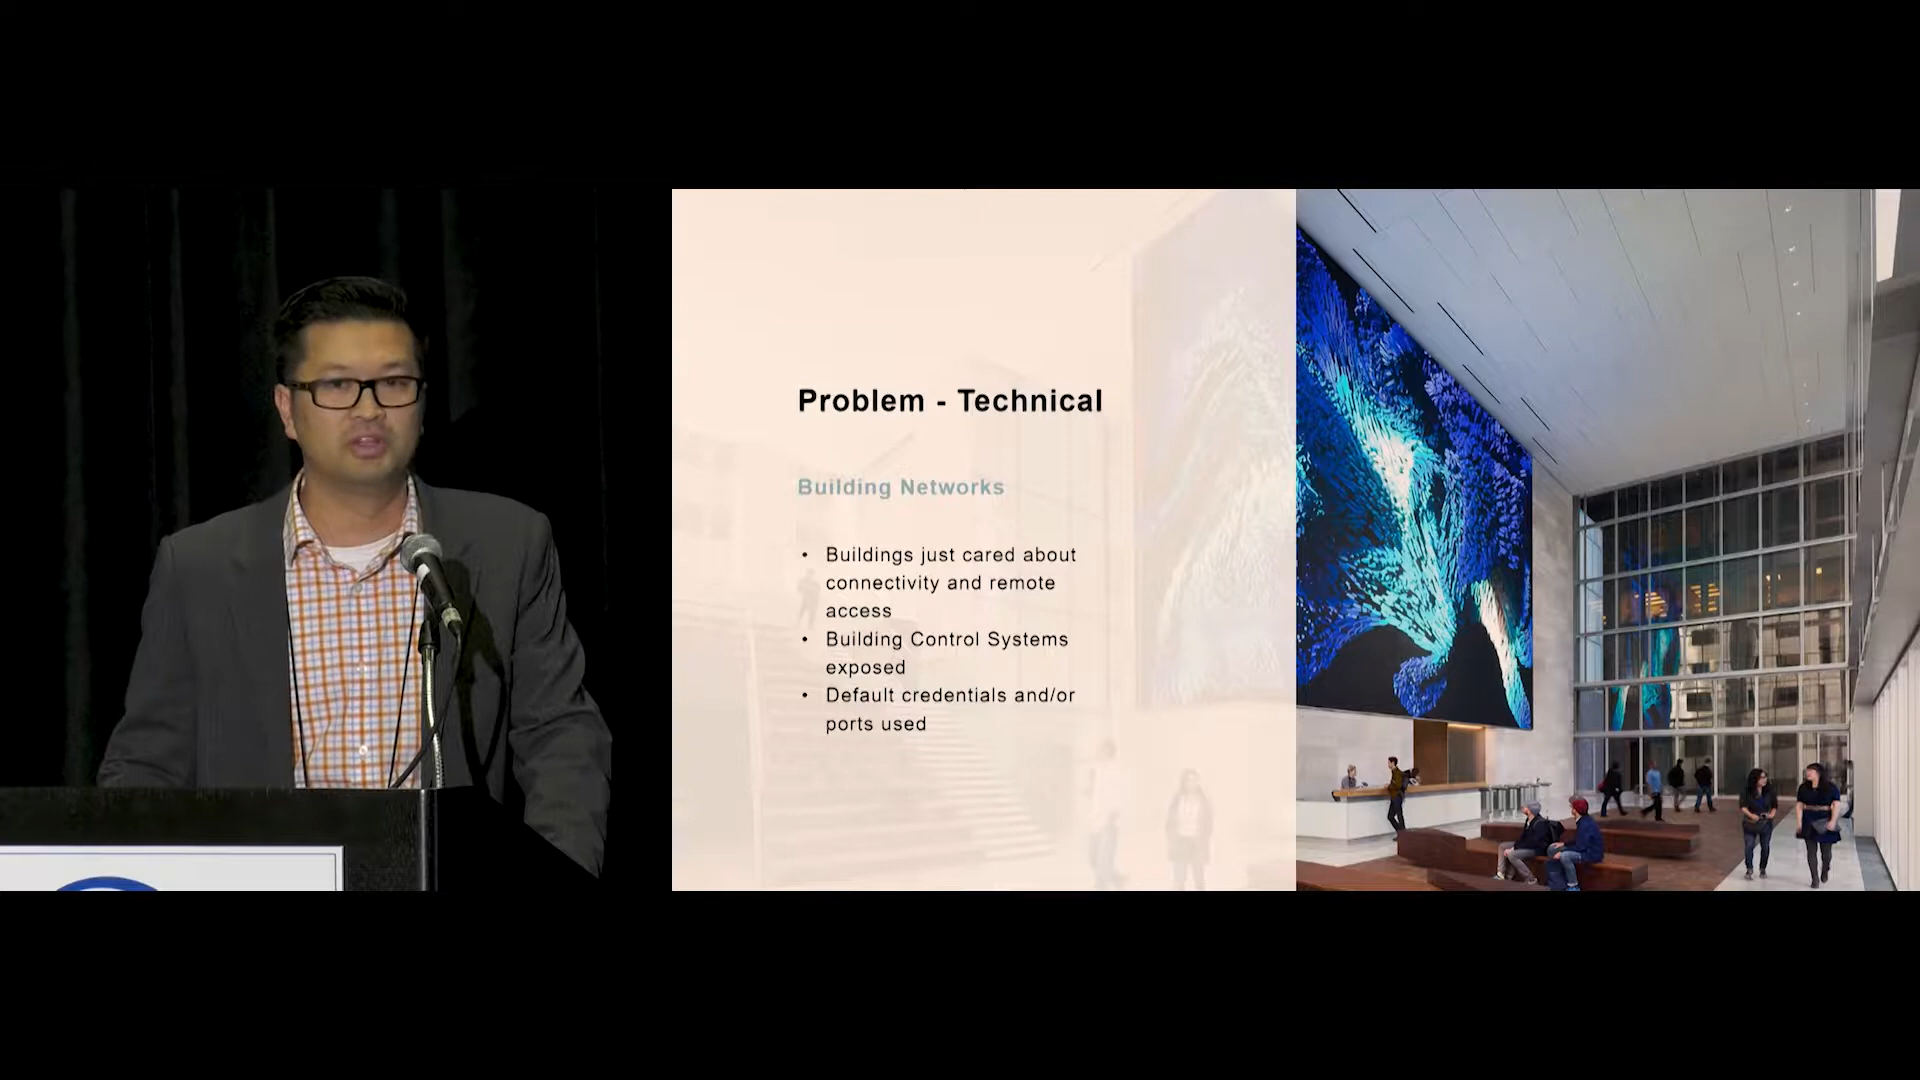 Problem - Technical
Building Networks
• Buildings just cared about
connectivity and remote
access
• Building Control Systems
exposed
• Default credentials and/or
ports used